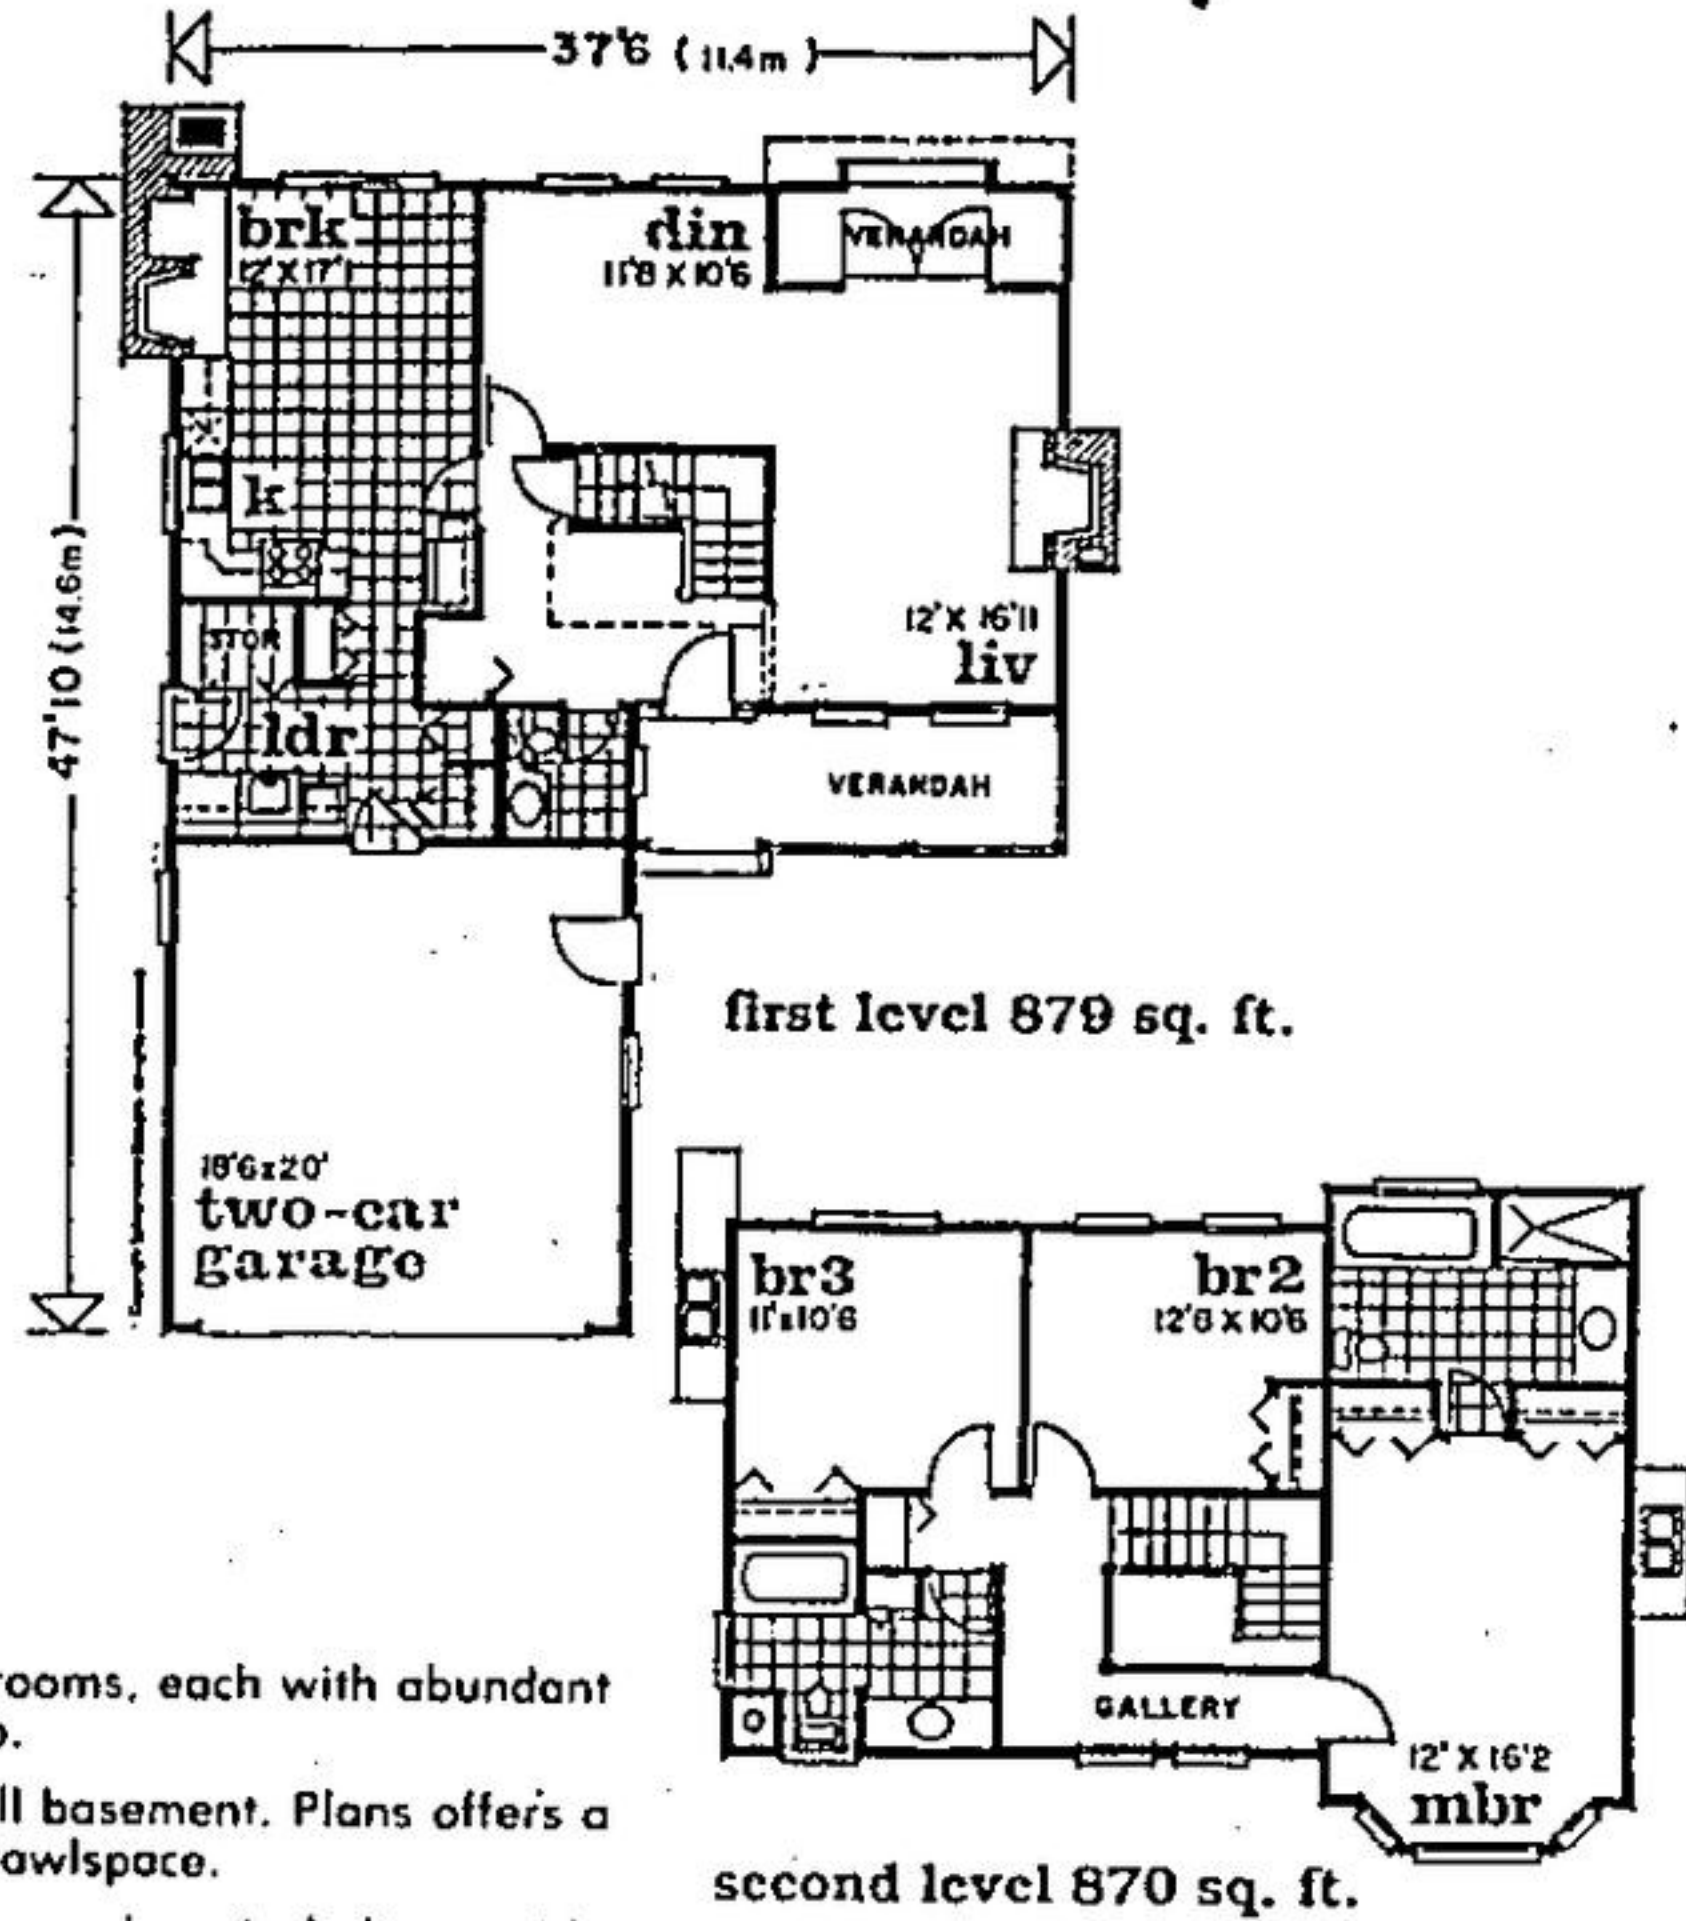 37'6 ( 11.4m )
brk
12' X 17'1
din
11'8 X 10'6
VERANDAH
k
47'10 (14.6m)
STOR
12' X 16'11
liv
ldr
VERANDAH
first level 879 sq. ft.
18'6x20'
two-car
garage
br3
11'x10'6
br2
12'8 X 10'6
GALLERY
12' X 16'2
mbr
second level 870 sq. ft.
rooms, each with abundant
ll basement. Plans offers a
awlspace.